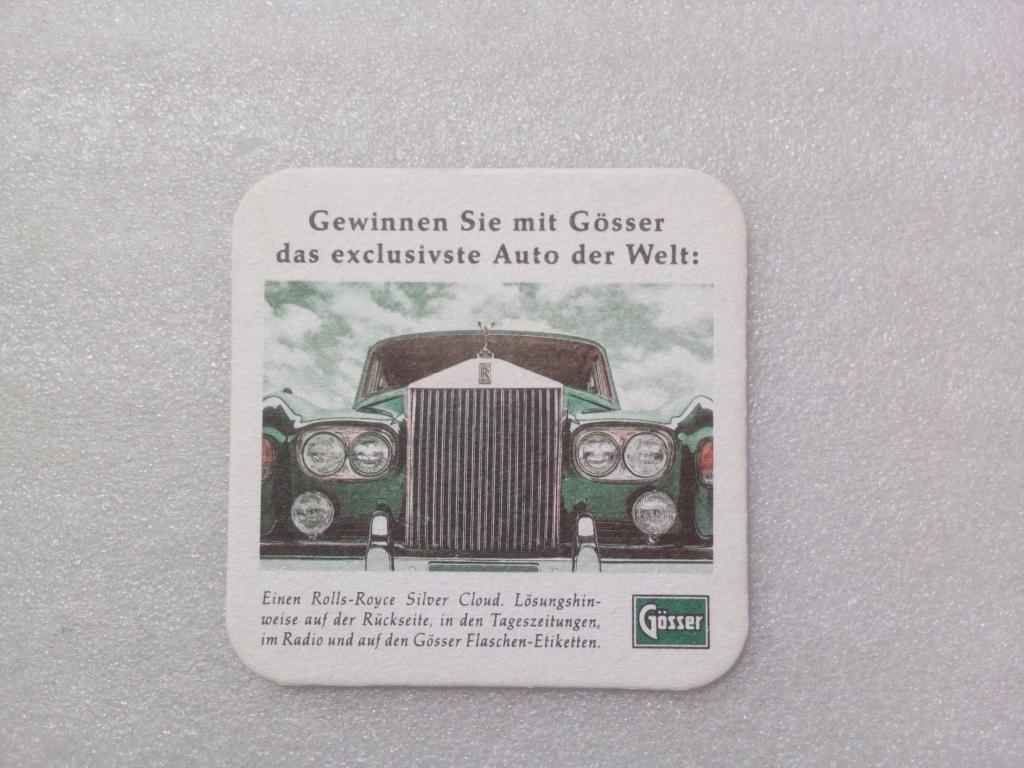 Gewinnen Sie mit Gösser
das exclusivste Auto der Welt:
RR
Einen Rolls-Royce Silver Cloud. Lösungshin-
weise auf der Rückseite, in den Tageszeitungen,
im Radio und auf den Gösser Flaschen-Etiketten.
Gösser